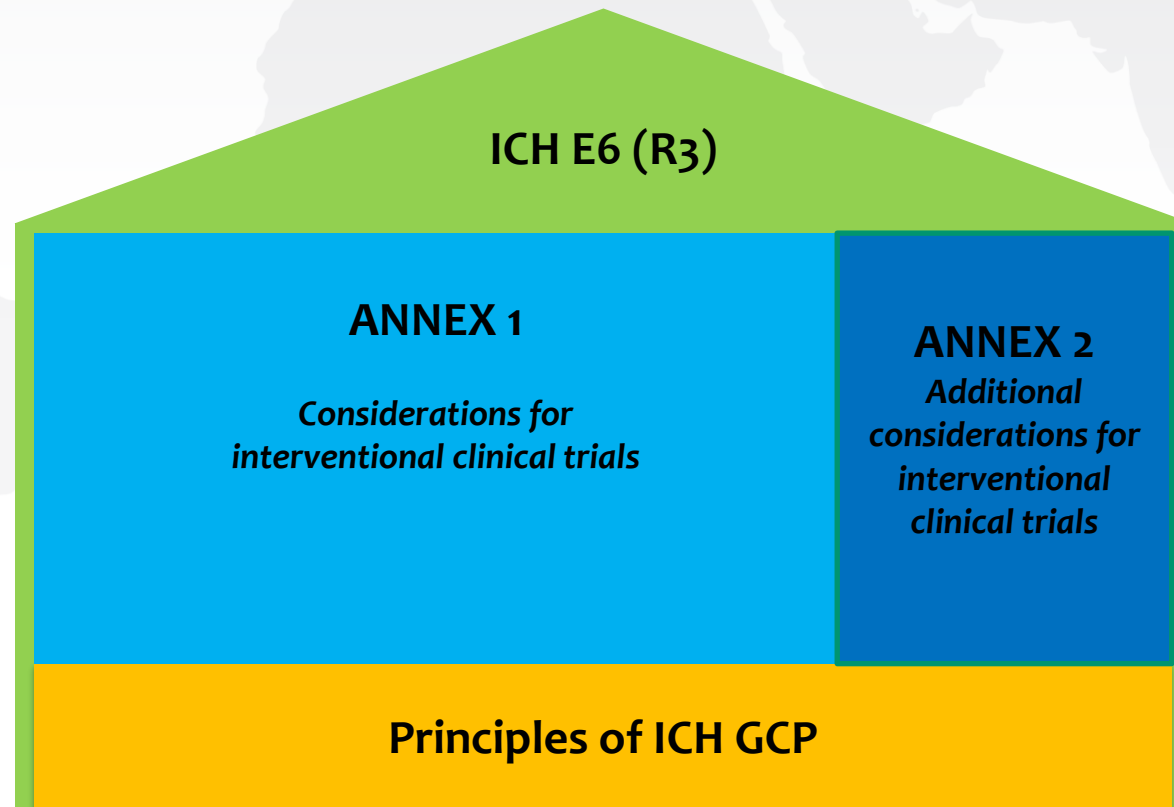 ICH E6 (R3)
ANNEX 1
Considerations for
interventional clinical trials
ANNEX 2
Additional
considerations for
interventional
clinical trials
Principles of ICH GCP